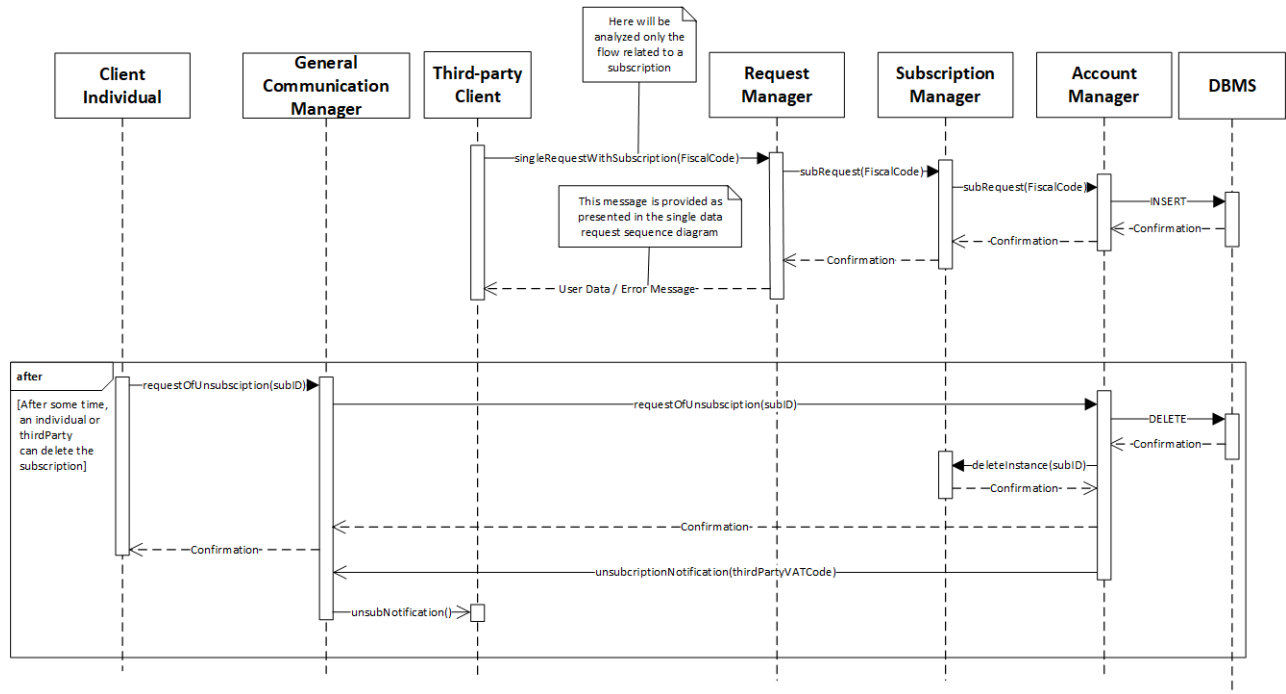 Here will be
analyzed only the
flow related to a
subscription
Client
Individual
General
Communication
Manager
Third-party
Client
Request
Manager
Subscription
Manager
Account
Manager
DBMS
singleRequestWithSubscription(FiscalCode)
subRequest(FiscalCode)
subRequest(FiscalCode)
INSERT
This message is provided as
presented in the single data
request sequence diagram
Confirmation
Confirmation
Confirmation
User Data / Error Message
after
[After some time,
an individual or
thirdParty
can delete the
subscription]
requestOfUnsubsciption(subID)
requestOfUnsubsciption(subID)
DELETE
Confirmation
deleteInstance(subID)
Confirmation
Confirmation
Confirmation
unsubcriptionNotification(thirdPartyVATCode)
unsubNotification()